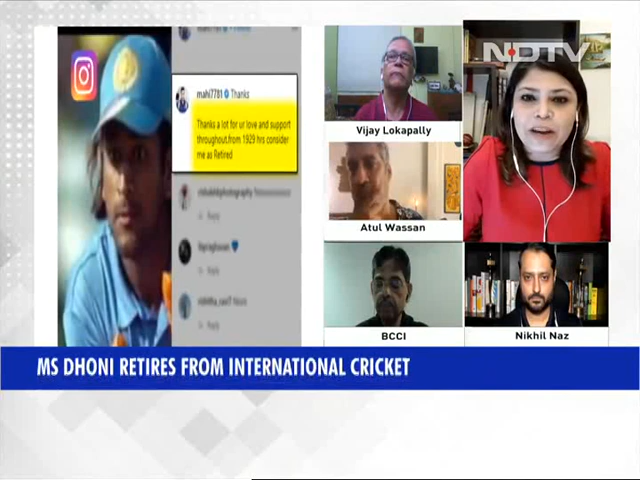 NDTV
mahi7781 Thanks
Thanks a lot for ur love and support
throughout.from 1929 hrs consider
me as Retired
Vijay Lokapally
Atul Wassan
BCCI
Nikhil Naz
MS DHONI RETIRES FROM INTERNATIONAL CRICKET